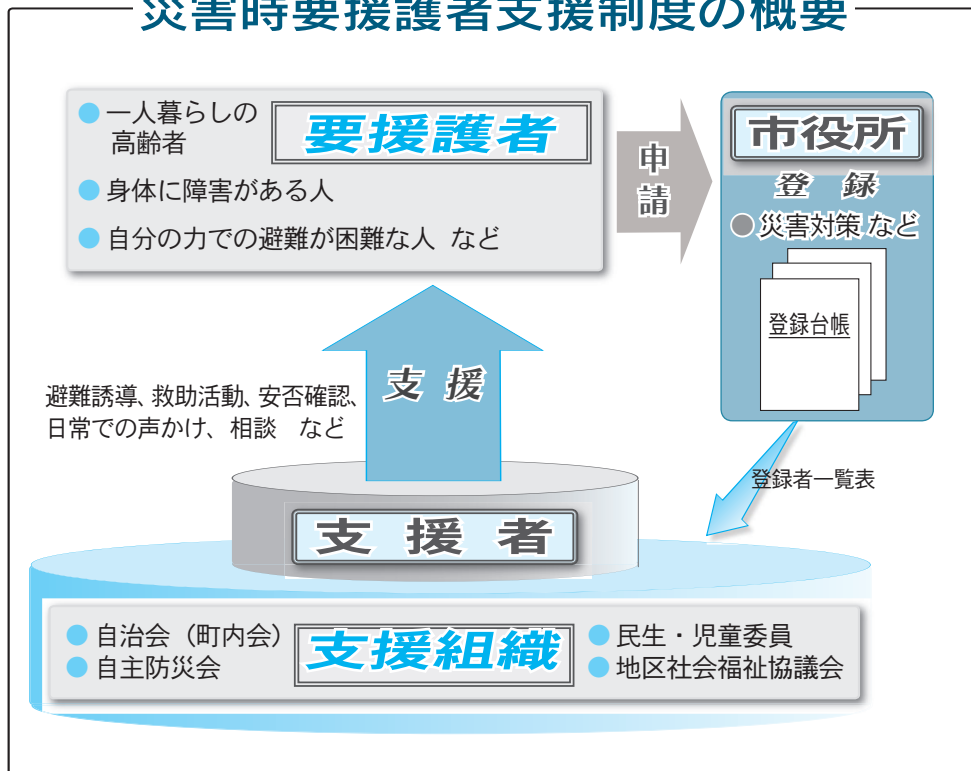 災害時要援護者支援制度の概要
● 一人暮らしの
高齢者
要援護者
● 身体に障害がある人
● 自分の力での避難が困難な人 など
申
請
市役所
登 録
● 災害対策 など
登録台帳
支 援
避難誘導、救助活動、安否確認、
日常での声かけ、相談 など
登録者一覧表
支 援 者
● 自治会（町内会）
● 自主防災会
支援組織
● 民生・児童委員
● 地区社会福祉協議会